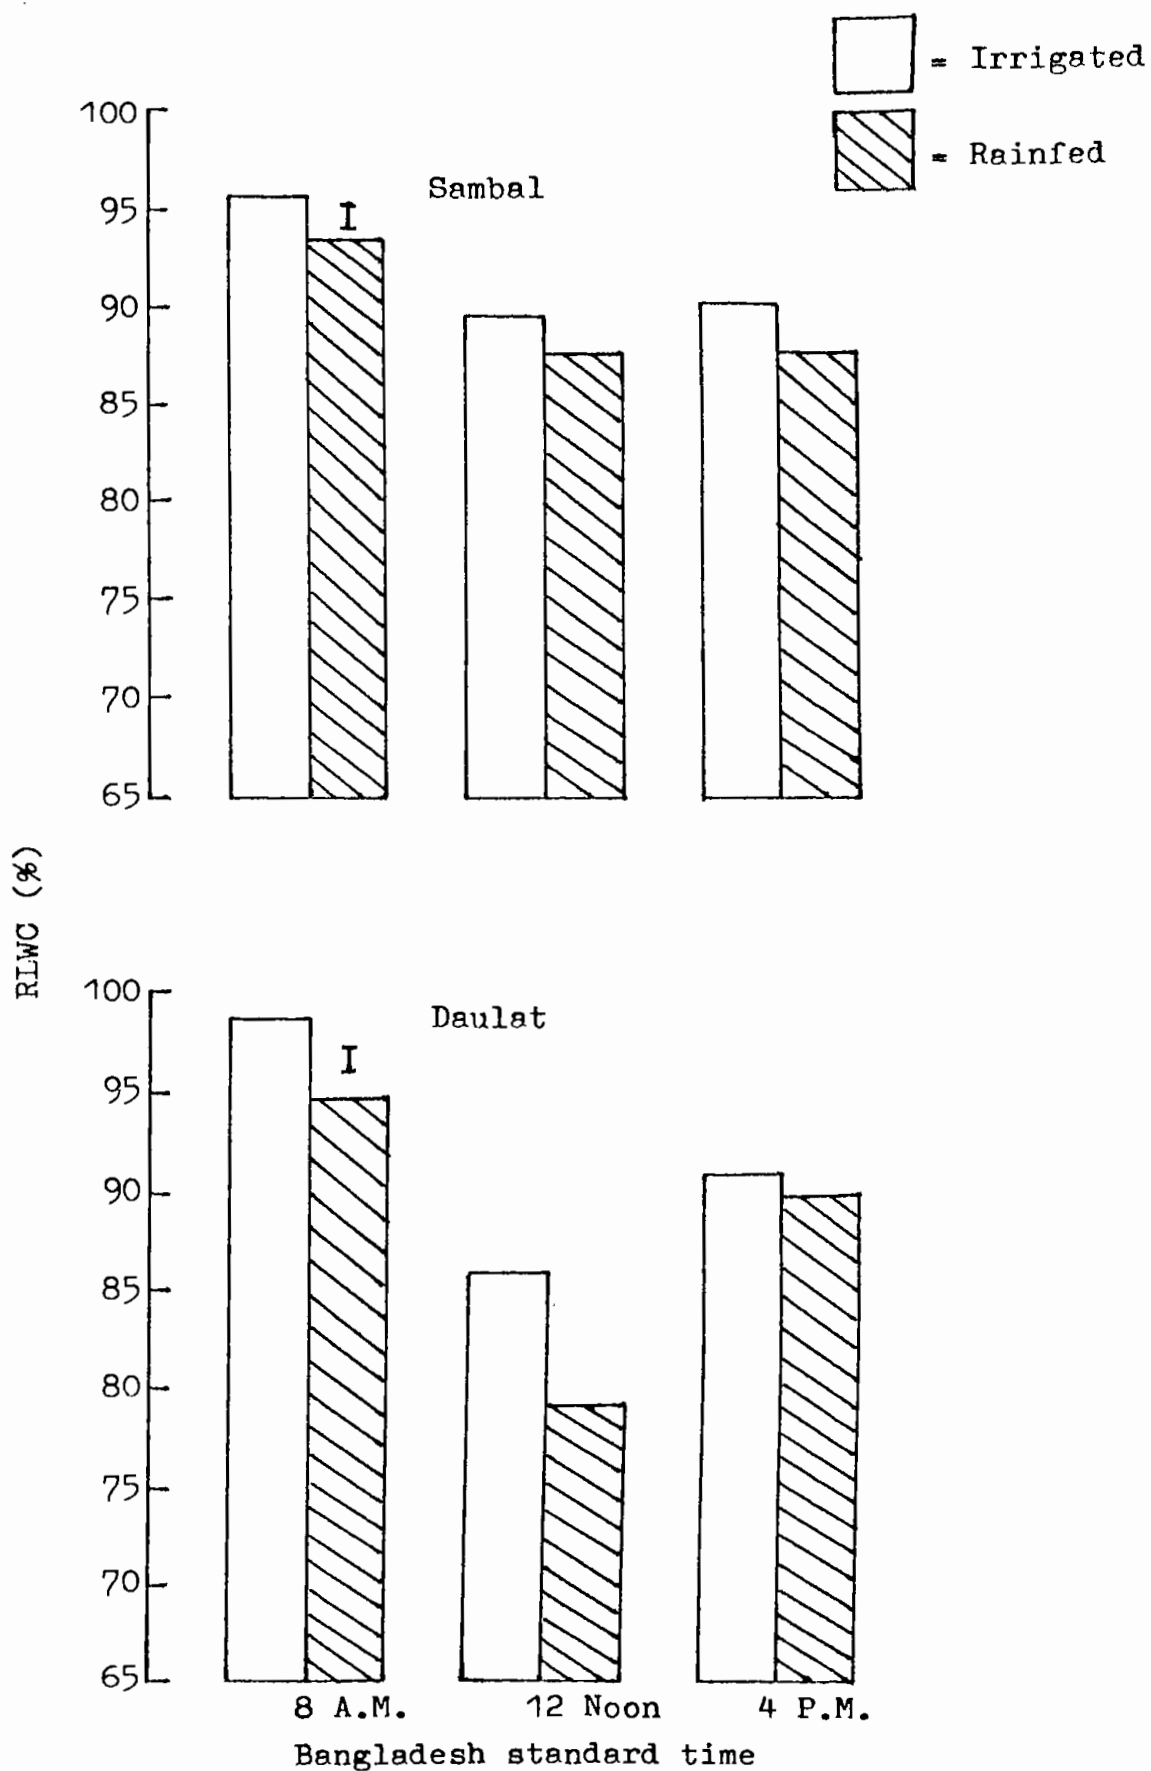 = Irrigated
= Rainfed
Sambal
100
95
90
85
80
75
70
65
RLWC (%)
Daulat
100
95
90
85
80
75
70
65
8 A.M.
12 Noon
4 P.M.
Bangladesh standard time